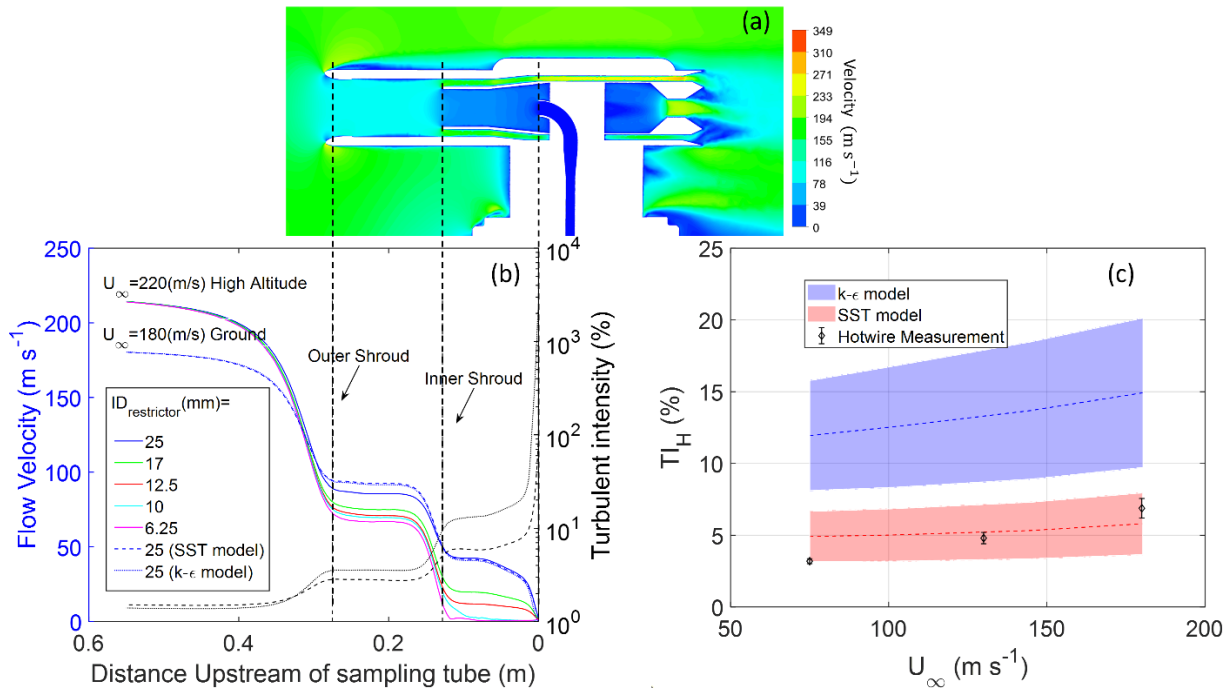 (a)
349
310
271
233
194
155
116
78
39
0
Velocity (m s⁻¹)
(b)
250
200
150
100
50
0
Flow Velocity (m s⁻¹)
U∞=220(m/s) High Altitude
U∞=180(m/s) Ground
Outer Shroud
Inner Shroud
ID_restrictor(mm)=
25
17
12.5
10
6.25
25 (SST model)
25 (k-ϵ model)
10⁴
10³
10²
10¹
10⁰
Turbulent intensity (%)
0.6 0.4 0.2 0
Distance Upstream of sampling tube (m)
(c)
k-ϵ model
SST model
Hotwire Measurement
25
20
15
10
5
0
TI_H (%)
50 100 150 200
U∞ (m s⁻¹)